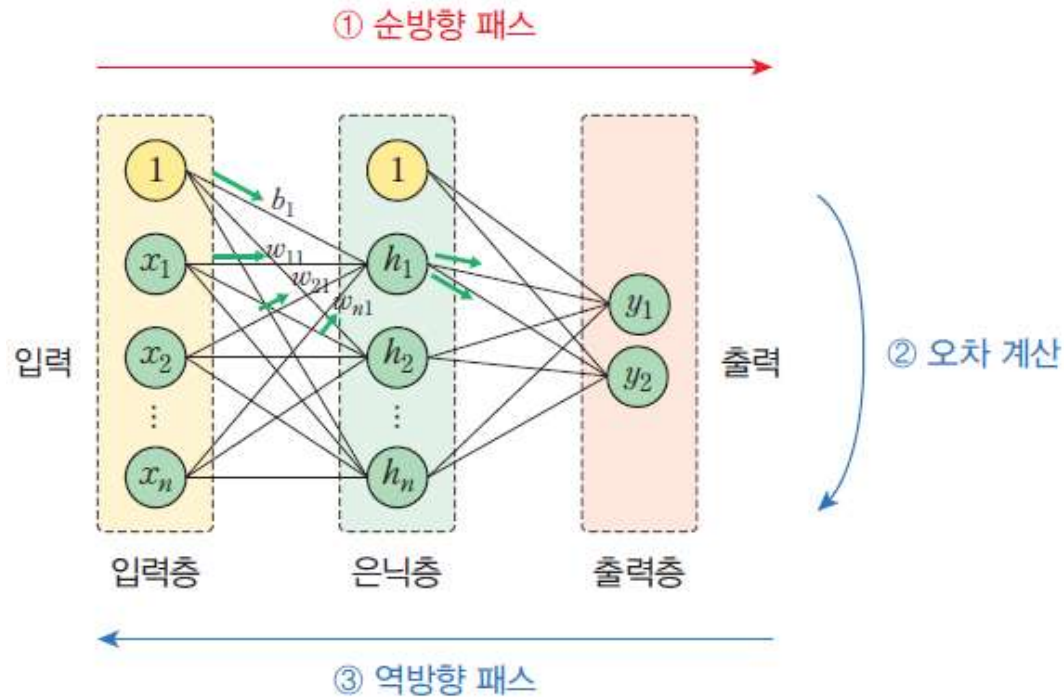 ① 순방향 패스
1 1
b₁
x₁ w₁₁ h₁
w₂₁ wₙ₁
y₁
입력 x₂ h₂ y₂ 출력 ② 오차 계산
⋮ ⋮
xₙ hₙ
입력층 은닉층 출력층
③ 역방향 패스